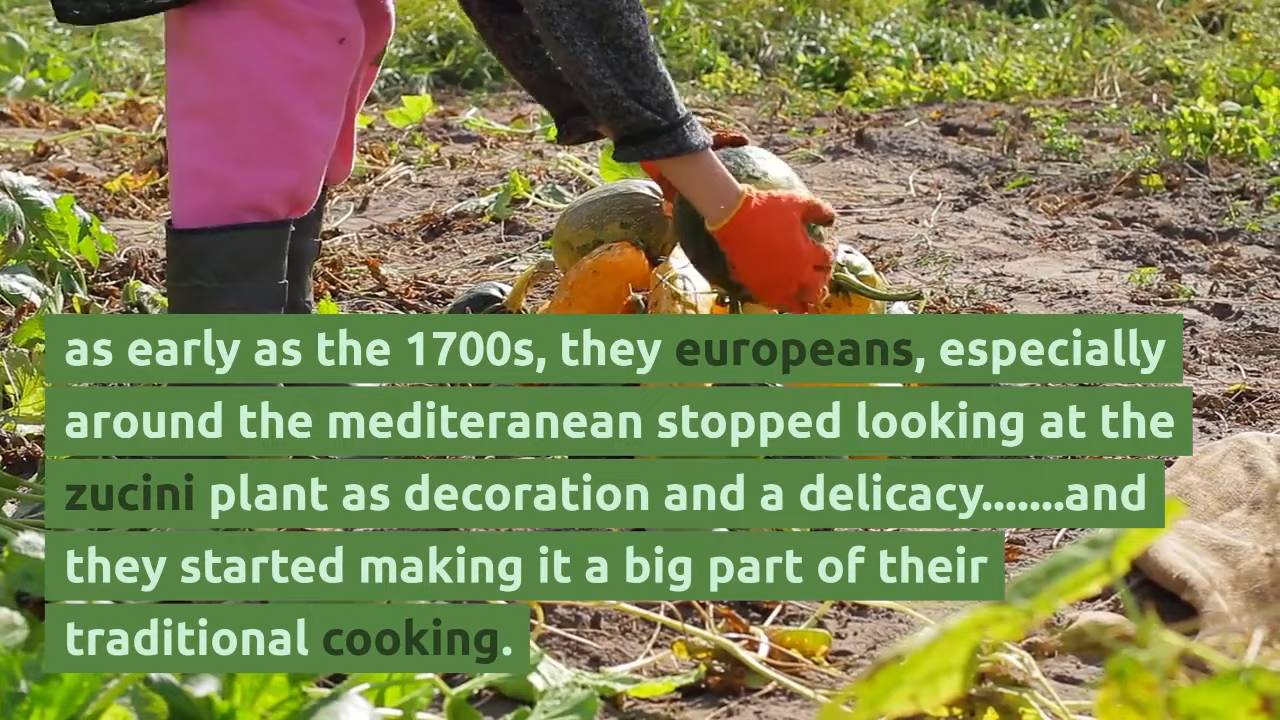 as early as the 1700s, they europeans, especially
around the mediteranean stopped looking at the
zucini plant as decoration and a delicacy.......and
they started making it a big part of their
traditional cooking.